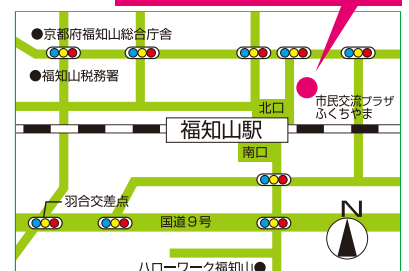 ●京都府福知山総合庁舎
●福知山税務署
北口
市民交流プラザ
ふくちやま
福知山駅
南口
羽合交差点
国道9号
N
ハローワーク福知山●